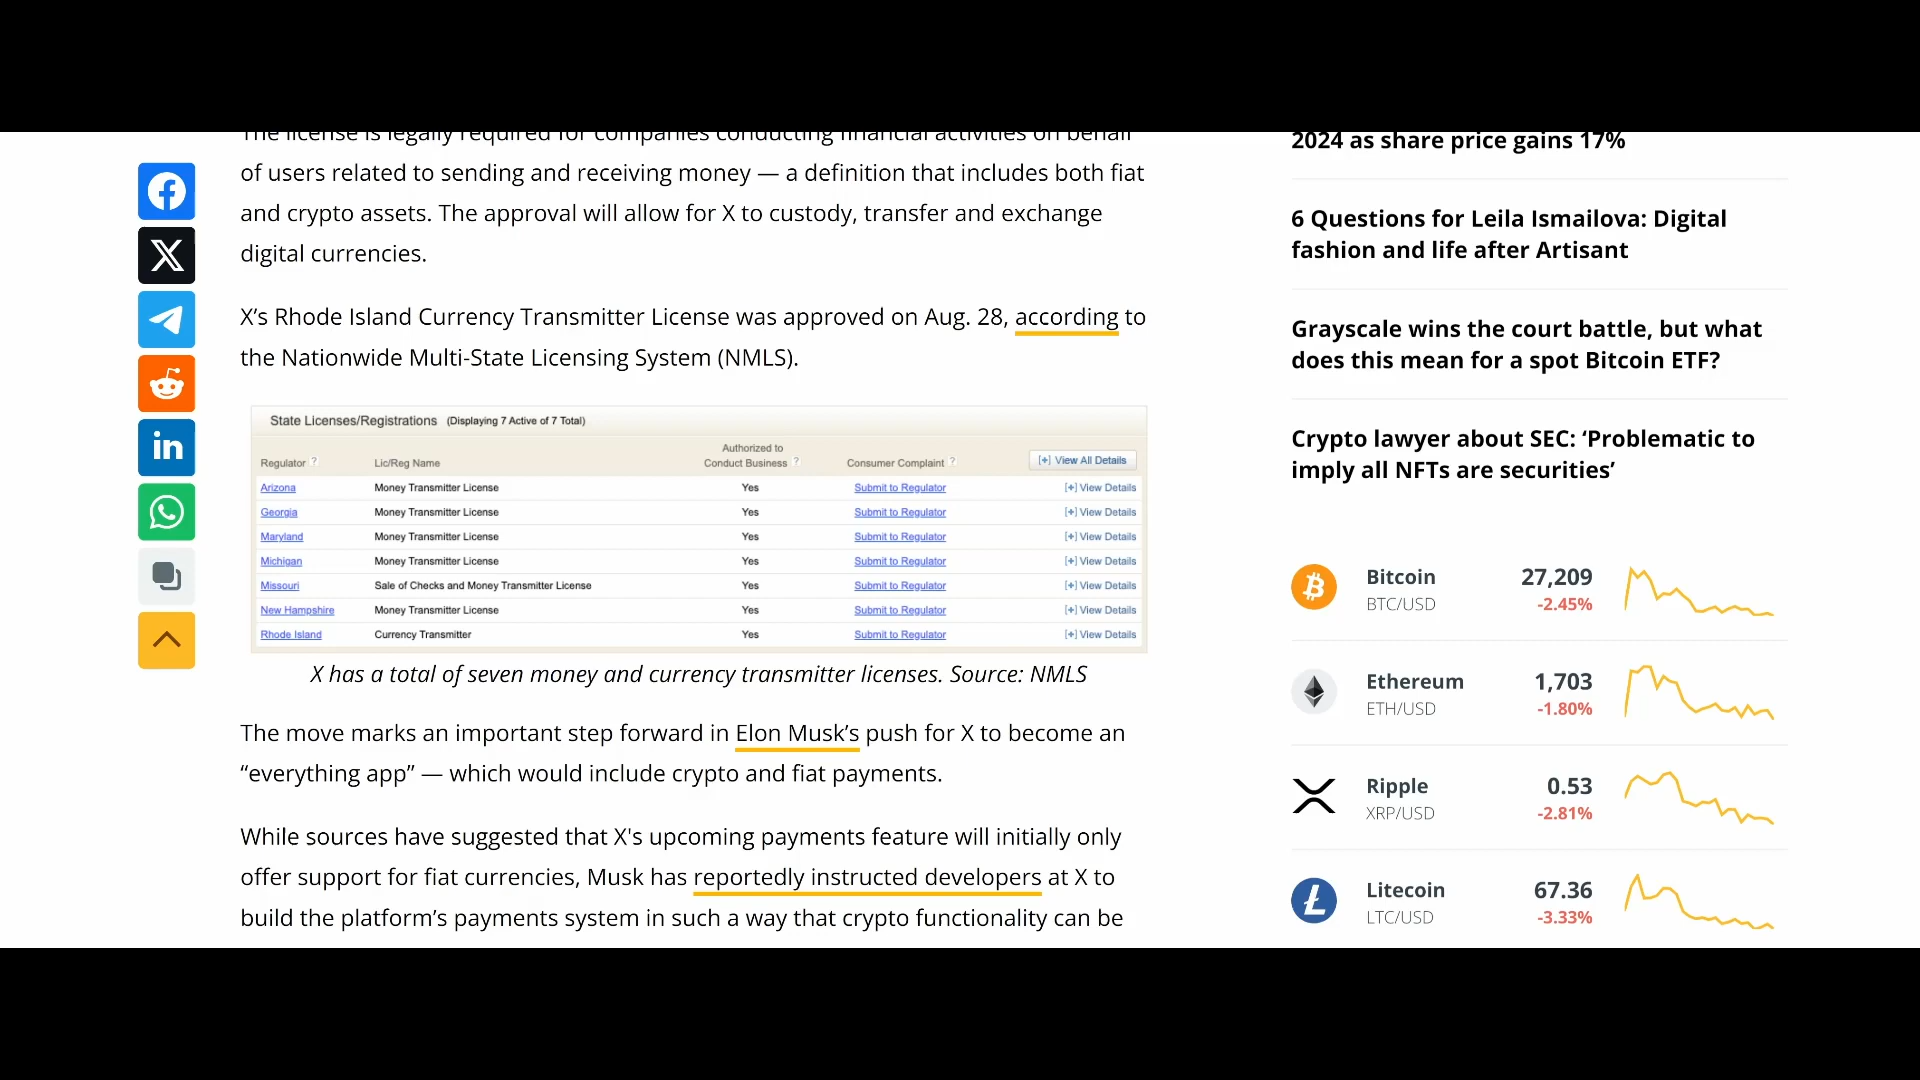 The license is legally required for companies conducting financial activities on behalf
of users related to sending and receiving money — a definition that includes both fiat
and crypto assets. The approval will allow for X to custody, transfer and exchange
digital currencies.
X’s Rhode Island Currency Transmitter License was approved on Aug. 28, according to
the Nationwide Multi-State Licensing System (NMLS).
State Licenses/Registrations (Displaying 7 Active of 7 Total)
Regulator ? Lic/Reg Name Authorized to
Conduct Business ? Consumer Complaint ? [+] View All Details
Arizona Money Transmitter License Yes Submit to Regulator [+] View Details
Georgia Money Transmitter License Yes Submit to Regulator [+] View Details
Maryland Money Transmitter License Yes Submit to Regulator [+] View Details
Michigan Money Transmitter License Yes Submit to Regulator [+] View Details
Missouri Sale of Checks and Money Transmitter License Yes Submit to Regulator [+] View Details
New Hampshire Money Transmitter License Yes Submit to Regulator [+] View Details
Rhode Island Currency Transmitter Yes Submit to Regulator [+] View Details
X has a total of seven money and currency transmitter licenses. Source: NMLS
The move marks an important step forward in Elon Musk’s push for X to become an
“everything app” — which would include crypto and fiat payments.
While sources have suggested that X's upcoming payments feature will initially only
offer support for fiat currencies, Musk has reportedly instructed developers at X to
build the platform’s payments system in such a way that crypto functionality can be
2024 as share price gains 17%
6 Questions for Leila Ismailova: Digital
fashion and life after Artisant
Grayscale wins the court battle, but what
does this mean for a spot Bitcoin ETF?
Crypto lawyer about SEC: ‘Problematic to
imply all NFTs are securities’
Bitcoin 27,209
BTC/USD -2.45%
Ethereum 1,703
ETH/USD -1.80%
Ripple 0.53
XRP/USD -2.81%
Litecoin 67.36
LTC/USD -3.33%